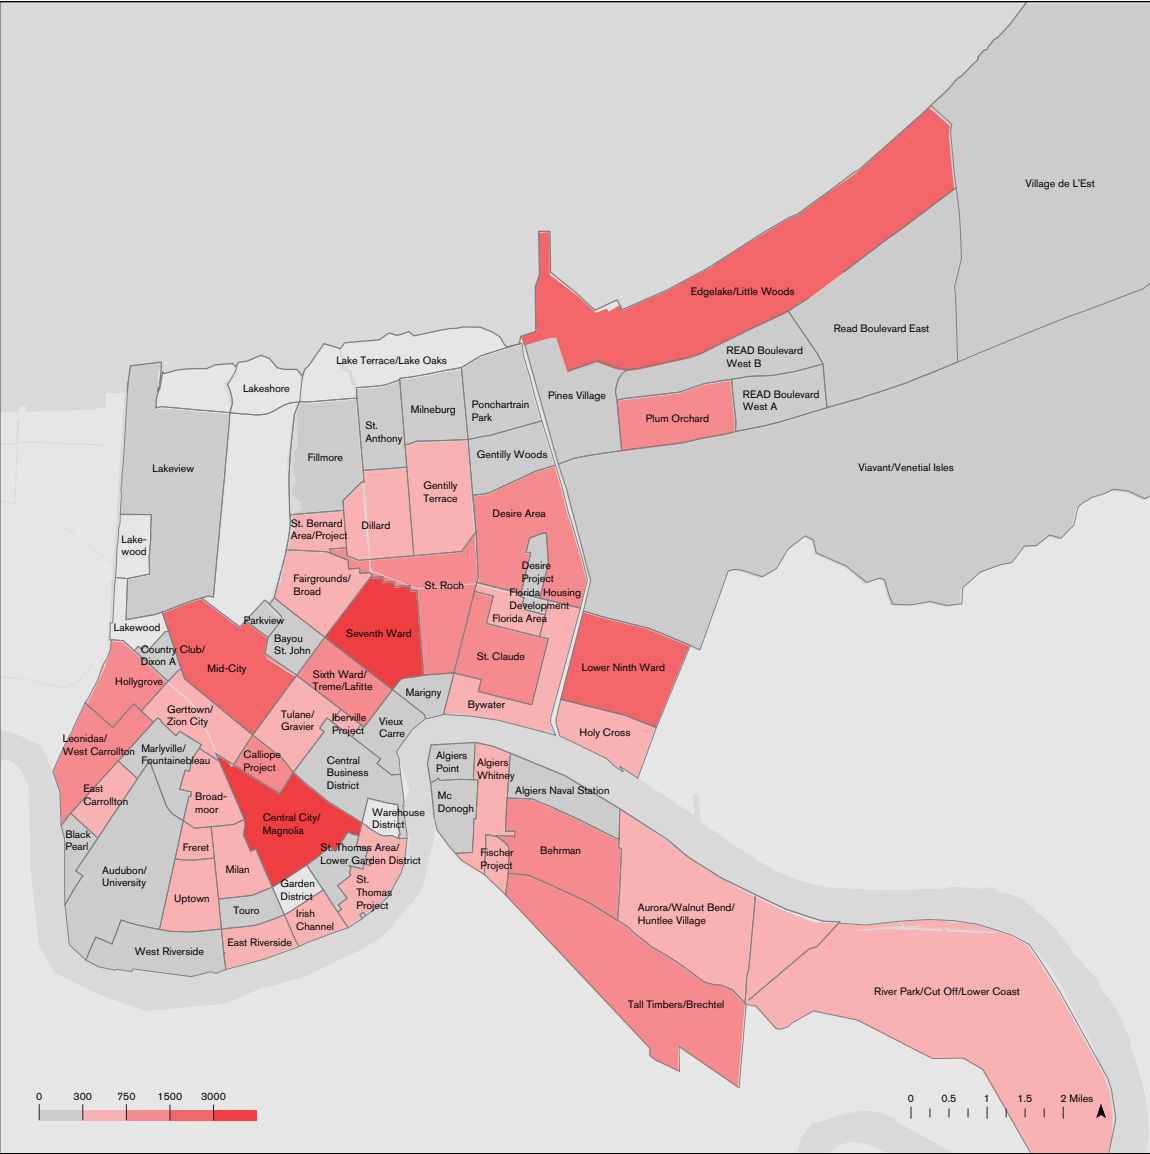 Village de L'Est
Edgelake/Little Woods
Read Boulevard East
READ Boulevard
West B
Lake Terrace/Lake Oaks
Lakeshore
Pines Village
READ Boulevard
West A
Milneburg
Ponchartrain
Park
Plum Orchard
St.
Anthony
Gentilly Woods
Fillmore
Lakeview
Viavant/Venetial Isles
Gentilly
Terrace
Desire Area
St. Bernard
Area/Project
Dillard
Lake-
wood
Desire
Project
Fairgrounds/
Broad
St. Roch
Florida Housing
Development
Florida Area
Parkview
Lakewood
Seventh Ward
Bayou
St. John
Country Club/
Dixon A
Mid-City
St. Claude
Lower Ninth Ward
Hollygrove
Sixth Ward/
Treme/Lafitte
Marigny
Bywater
Gerttown/
Zion City
Tulane/
Gravier
Iberville
Project
Vieux
Carre
Holy Cross
Leonidas/
West Carrollton
Marlyville/
Fountainebleau
Calliope
Project
Central
Business
District
Algiers
Point
Algiers
Whitney
Algiers Naval Station
East
Carrollton
Broad-
moor
Mc
Donogh
Central City/
Magnolia
Warehouse
District
Black
Pearl
Freret
St. Thomas Area/
Lower Garden District
Fischer
Project
Behrman
Audubon/
University
Milan
Garden
District
St.
Thomas
Project
Uptown
Touro
Irish
Channel
Aurora/Walnut Bend/
Huntlee Village
West Riverside
East Riverside
River Park/Cut Off/Lower Coast
Tall Timbers/Brechtel
0 300 750 1500 3000
0 0.5 1 1.5 2 Miles